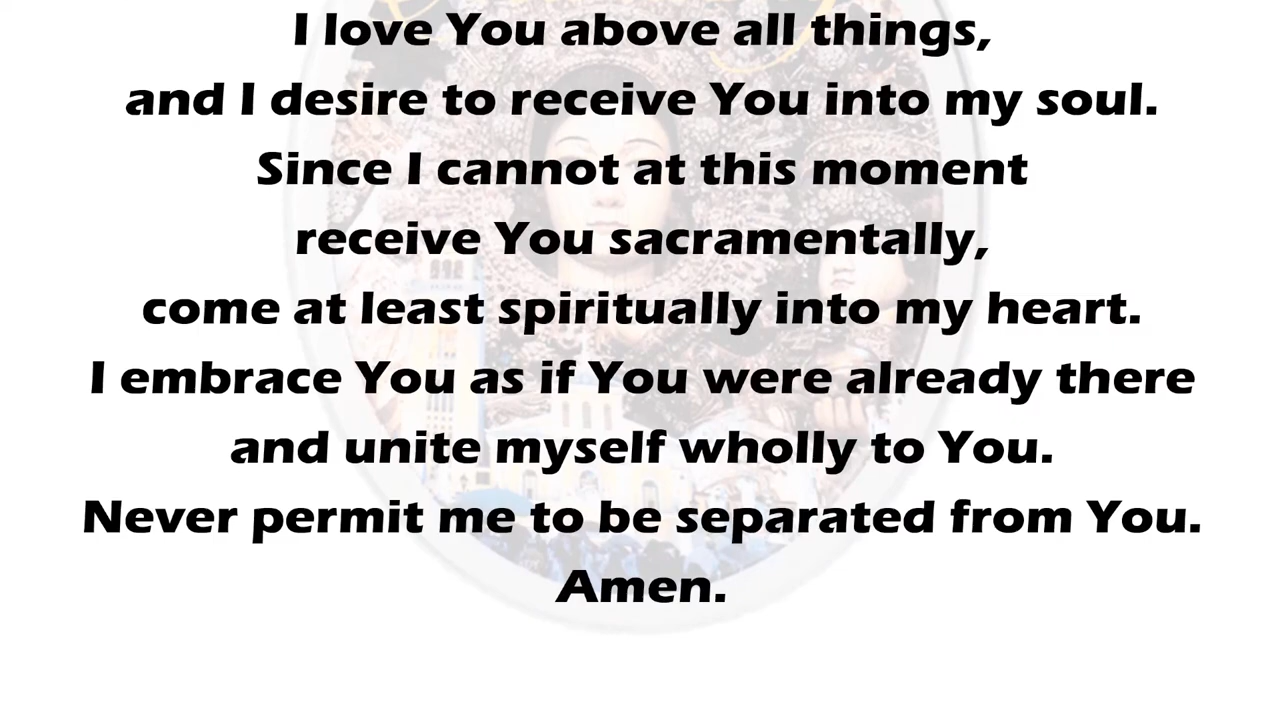 I love You above all things,
and I desire to receive You into my soul.
Since I cannot at this moment
receive You sacramentally,
come at least spiritually into my heart.
I embrace You as if You were already there
and unite myself wholly to You.
Never permit me to be separated from You.
Amen.